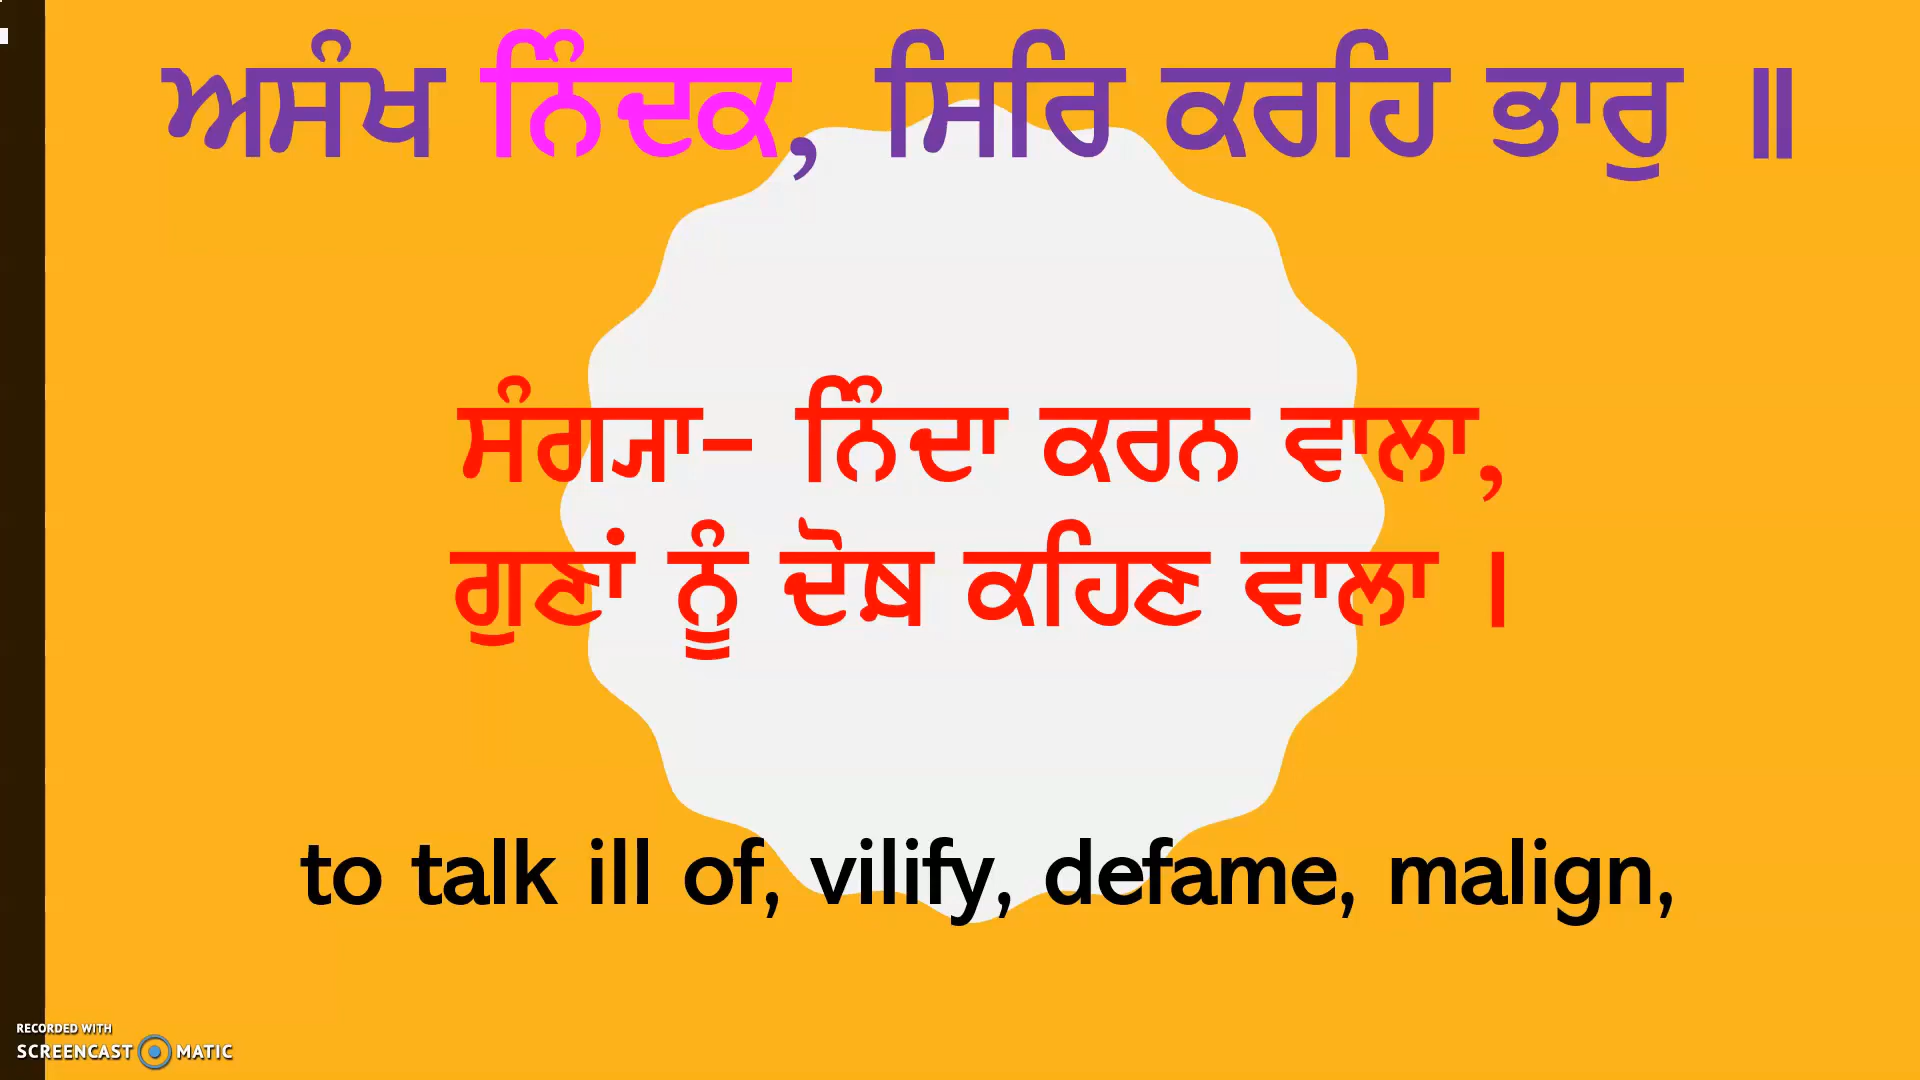 ਅਸੰਖ ਨਿੰਦਕ, ਸਿਰਿ ਕਰਹਿ ਭਾਰੁ ॥
ਸੰਗਯਾ– ਨਿੰਦਾ ਕਰਨ ਵਾਲਾ,
ਗੁਣਾਂ ਨੂੰ ਦੋਸ਼ ਕਹਿਣ ਵਾਲਾ ।
to talk ill of, vilify, defame, malign,
RECORDED WITH
SCREENCAST MATIC